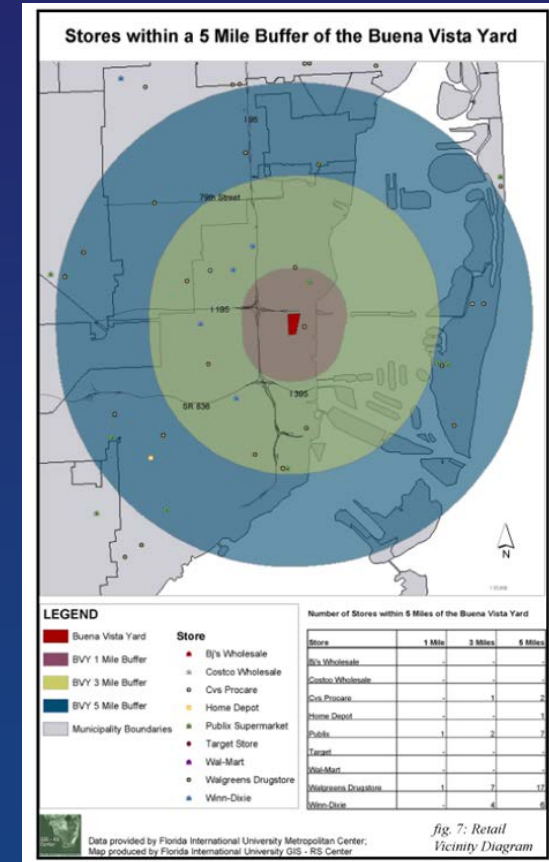 Stores within a 5 Mile Buffer of the Buena Vista Yard
I 95
79th Street
I 195
I 395
SR 836
N
LEGEND
Buena Vista Yard
BVY 1 Mile Buffer
BVY 3 Mile Buffer
BVY 5 Mile Buffer
Municipality Boundaries
Store
Bj's Wholesale
Costco Wholesale
Cvs Procare
Home Depot
Publix Supermarket
Target Store
Wal-Mart
Walgreens Drugstore
Winn-Dixie
Number of Stores within 5 Miles of the Buena Vista Yard
Store 1 Mile 3 Miles 5 Miles
Bj's Wholesale - - -
Costco Wholesale - - -
Cvs Procare - 1 2
Home Depot - - 1
Publix 1 2 7
Target - - -
Wal-Mart - - -
Walgreens Drugstore 1 7 17
Winn-Dixie - 4 6
GIS - RS
Center
Data provided by Florida International University Metropolitan Center;
Map produced by Florida International University GIS - RS Center
fig. 7: Retail
Vicinity Diagram